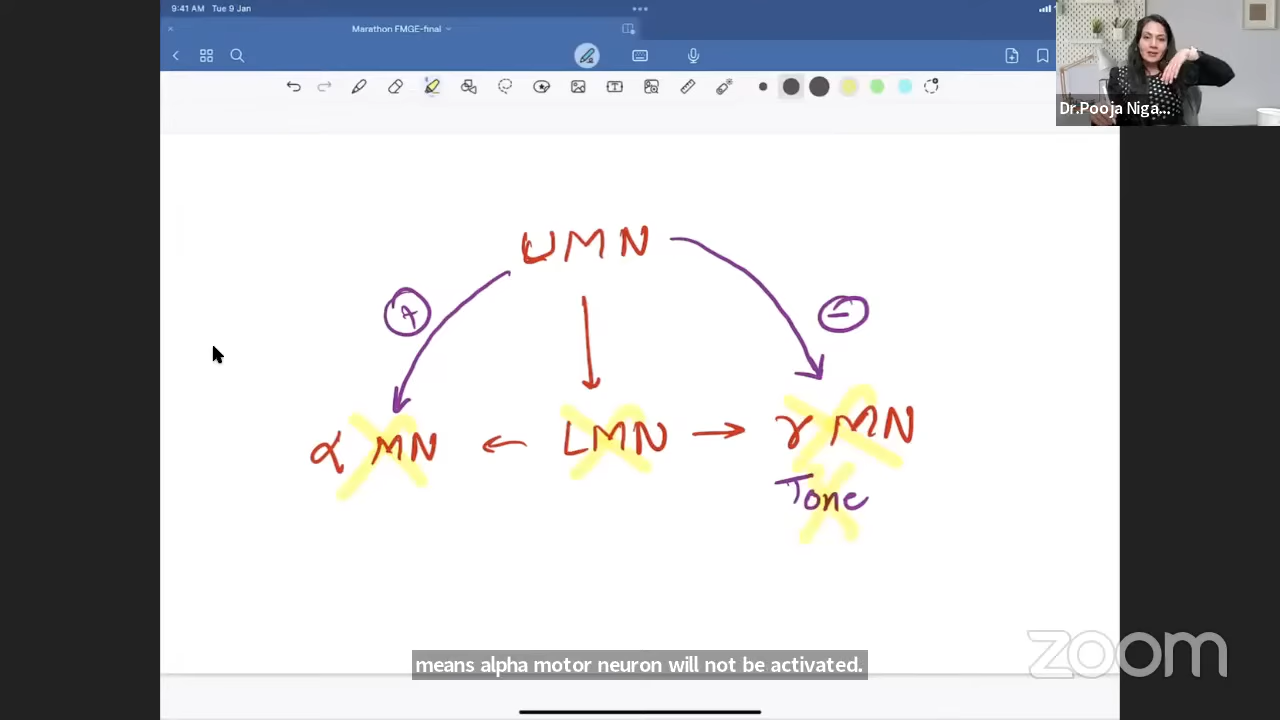 9:41 AM Tue 9 Jan
Marathon FMGE-final
Dr.Pooja Niga...
UMN
+
−
α MN ← LMN → γ MN
Tone
means alpha motor neuron will not be activated.
zoom